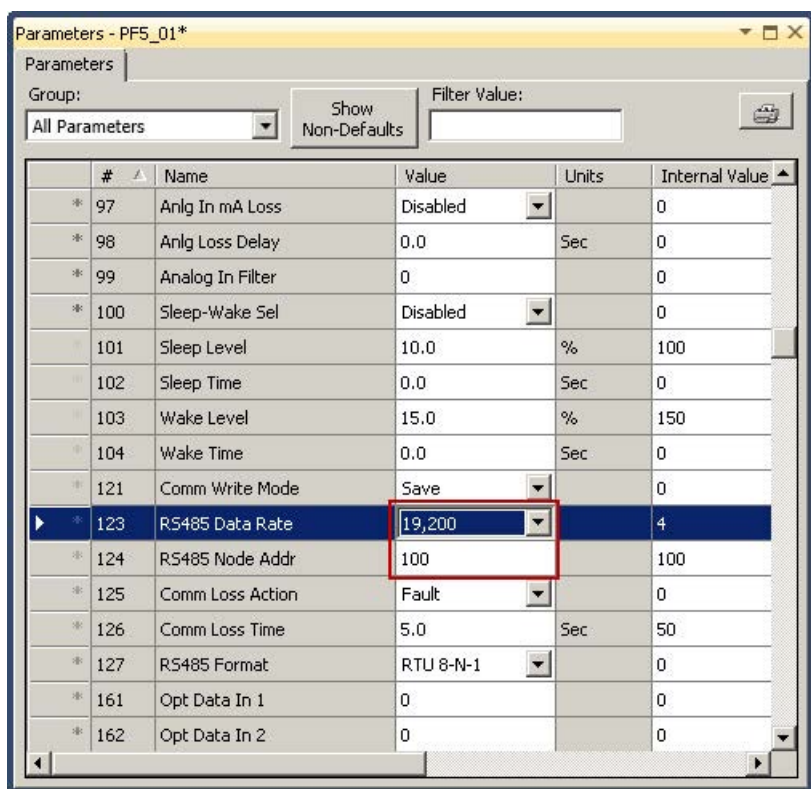 Parameters - PF5_01*
Parameters
Group:
All Parameters
Show
Non-Defaults
Filter Value:
# Name Value Units Internal Value
* 97 Anlg In mA Loss Disabled 0
* 98 Anlg Loss Delay 0.0 Sec 0
* 99 Analog In Filter 0 0
* 100 Sleep-Wake Sel Disabled 0
* 101 Sleep Level 10.0 % 100
* 102 Sleep Time 0.0 Sec 0
* 103 Wake Level 15.0 % 150
* 104 Wake Time 0.0 Sec 0
* 121 Comm Write Mode Save 0
* 123 RS485 Data Rate 19,200 4
* 124 RS485 Node Addr 100 100
* 125 Comm Loss Action Fault 0
* 126 Comm Loss Time 5.0 Sec 50
* 127 RS485 Format RTU 8-N-1 0
* 161 Opt Data In 1 0 0
* 162 Opt Data In 2 0 0